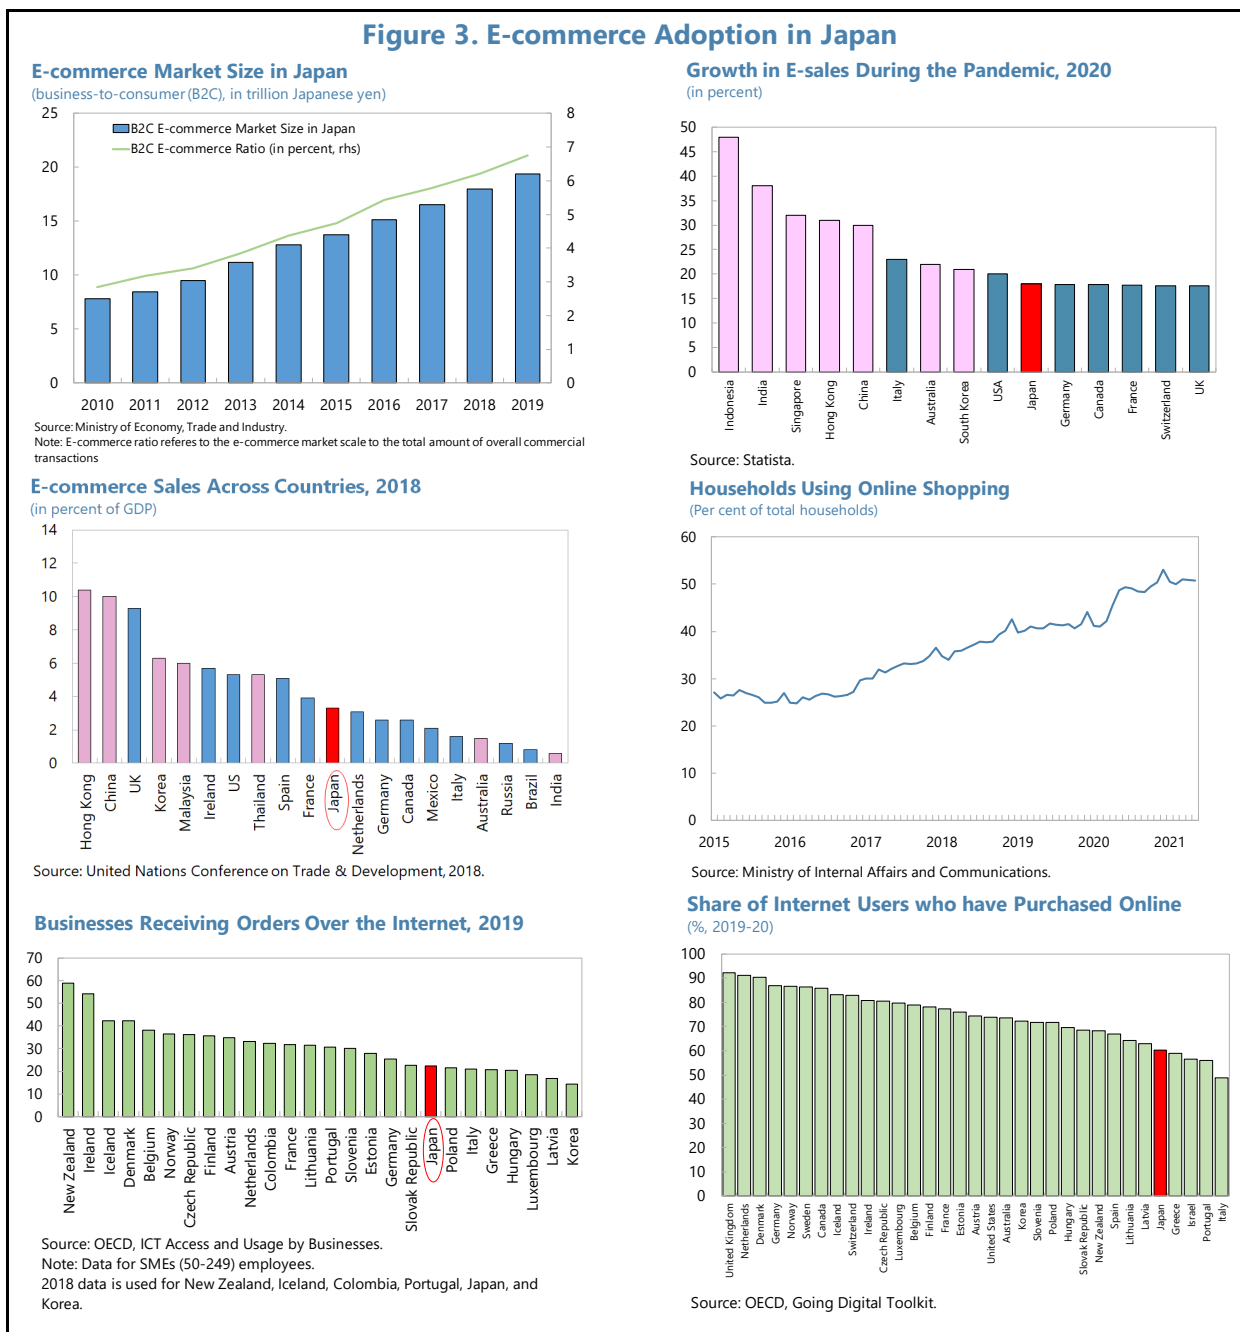 Figure 3. E-commerce Adoption in Japan
E-commerce Market Size in Japan
(business-to-consumer (B2C), in trillion Japanese yen)
25
20
15
10
5
0
8
7
6
5
4
3
2
1
0
B2C E-commerce Market Size in Japan
B2C E-commerce Ratio (in percent, rhs)
2010 2011 2012 2013 2014 2015 2016 2017 2018 2019
Source: Ministry of Economy, Trade and Industry.
Note: E-commerce ratio referes to the e-commerce market scale to the total amount of overall commercial
transactions
Growth in E-sales During the Pandemic, 2020
(in percent)
50
45
40
35
30
25
20
15
10
5
0
Indonesia
India
Singapore
Hong Kong
China
Italy
Australia
South Korea
USA
Japan
Germany
Canada
France
Switzerland
UK
Source: Statista.
E-commerce Sales Across Countries, 2018
(in percent of GDP)
14
12
10
8
6
4
2
0
Hong Kong
China
UK
Korea
Malaysia
Ireland
US
Thailand
Spain
France
Japan
Netherlands
Germany
Canada
Mexico
Italy
Australia
Russia
Brazil
India
Source: United Nations Conference on Trade & Development, 2018.
Households Using Online Shopping
(Per cent of total households)
60
50
40
30
20
10
0
2015 2016 2017 2018 2019 2020 2021
Source: Ministry of Internal Affairs and Communications.
Businesses Receiving Orders Over the Internet, 2019
70
60
50
40
30
20
10
0
New Zealand
Ireland
Iceland
Denmark
Belgium
Norway
Czech Republic
Finland
Austria
Netherlands
Colombia
France
Lithuania
Portugal
Slovenia
Estonia
Germany
Slovak Republic
Japan
Poland
Italy
Greece
Hungary
Luxembourg
Latvia
Korea
Source: OECD, ICT Access and Usage by Businesses.
Note: Data for SMEs (50-249) employees.
2018 data is used for New Zealand, Iceland, Colombia, Portugal, Japan, and
Korea.
Share of Internet Users who have Purchased Online
(%, 2019-20)
100
90
80
70
60
50
40
30
20
10
0
United Kingdom
Netherlands
Denmark
Germany
Norway
Sweden
Canada
Iceland
Switzerland
Ireland
Czech Republic
Luxembourg
Belgium
Finland
France
Estonia
Austria
United States
Australia
Korea
Slovenia
Poland
Hungary
Slovak Republic
New Zealand
Spain
Lithuania
Latvia
Japan
Greece
Israel
Portugal
Italy
Source: OECD, Going Digital Toolkit.